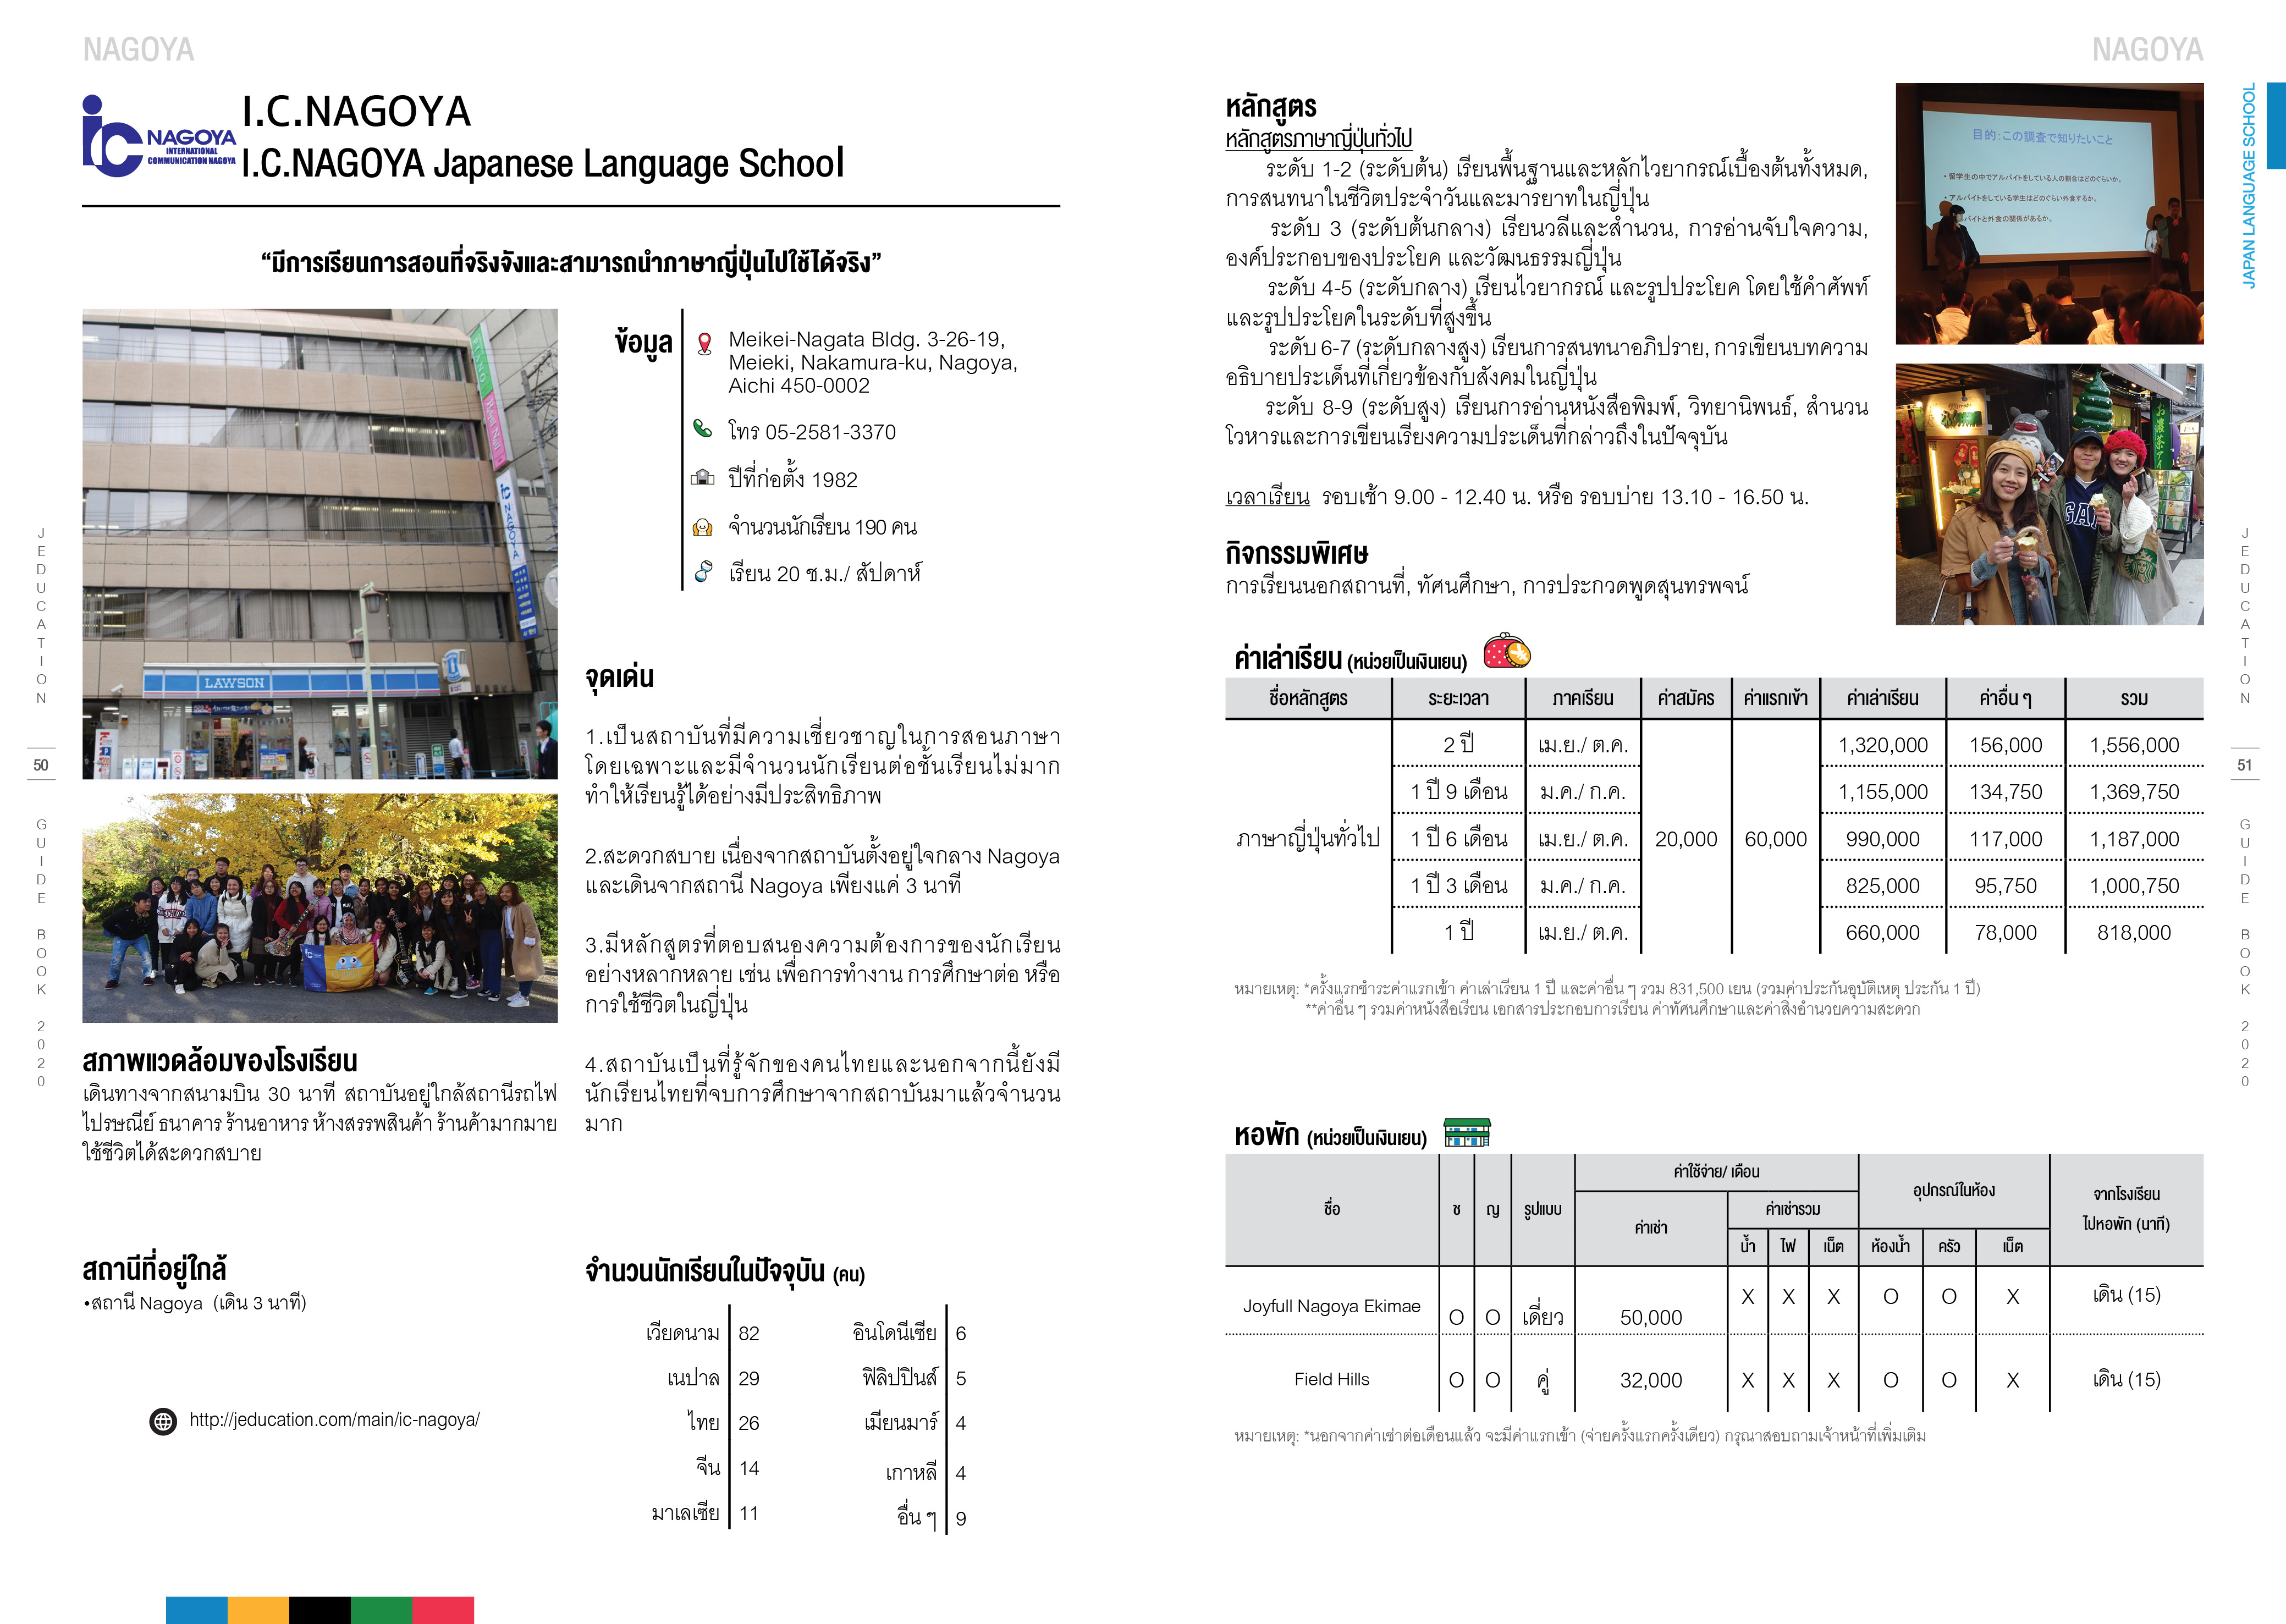 NAGOYA
NAGOYA
ic NAGOYA
INTERNATIONAL
COMMUNICATION NAGOYA
I.C.NAGOYA
I.C.NAGOYA Japanese Language School
“มีการเรียนการสอนที่จริงจังและสามารถนำภาษาญี่ปุ่นไปใช้ได้จริง”
LAWSON
I.C.NAGOYA
ข้อมูล
Meikei-Nagata Bldg. 3-26-19,
Meieki, Nakamura-ku, Nagoya,
Aichi 450-0002
โทร 05-2581-3370
ปีที่ก่อตั้ง 1982
จำนวนนักเรียน 190 คน
เรียน 20 ช.ม./ สัปดาห์
จุดเด่น
1.เป็นสถาบันที่มีความเชี่ยวชาญในการสอนภาษา
โดยเฉพาะและมีจำนวนนักเรียนต่อชั้นเรียนไม่มาก
ทำให้เรียนรู้ได้อย่างมีประสิทธิภาพ
2.สะดวกสบาย เนื่องจากสถาบันตั้งอยู่ใจกลาง Nagoya
และเดินจากสถานี Nagoya เพียงแค่ 3 นาที
3.มีหลักสูตรที่ตอบสนองความต้องการของนักเรียน
อย่างหลากหลาย เช่น เพื่อการทำงาน การศึกษาต่อ หรือ
การใช้ชีวิตในญี่ปุ่น
4.สถาบันเป็นที่รู้จักของคนไทยและนอกจากนี้ยังมี
นักเรียนไทยที่จบการศึกษาจากสถาบันมาแล้วจำนวน
มาก
สภาพแวดล้อมของโรงเรียน
เดินทางจากสนามบิน 30 นาที สถาบันอยู่ใกล้สถานีรถไฟ
ไปรษณีย์ ธนาคาร ร้านอาหาร ห้างสรรพสินค้า ร้านค้ามากมาย
ใช้ชีวิตได้สะดวกสบาย
สถานีที่อยู่ใกล้
•สถานี Nagoya (เดิน 3 นาที)
http://jeducation.com/main/ic-nagoya/
จำนวนนักเรียนในปัจจุบัน (คน)
เวียดนาม 82 อินโดนีเซีย 6
เนปาล 29 ฟิลิปปินส์ 5
ไทย 26 เมียนมาร์ 4
จีน 14 เกาหลี 4
มาเลเซีย 11 อื่น ๆ 9
JEDUCATION
50
GUIDE BOOK 2020
หลักสูตร
หลักสูตรภาษาญี่ปุ่นทั่วไป
ระดับ 1-2 (ระดับต้น) เรียนพื้นฐานและหลักไวยากรณ์เบื้องต้นทั้งหมด,
การสนทนาในชีวิตประจำวันและมารยาทในญี่ปุ่น
ระดับ 3 (ระดับต้นกลาง) เรียนวลีและสำนวน, การอ่านจับใจความ,
องค์ประกอบของประโยค และวัฒนธรรมญี่ปุ่น
ระดับ 4-5 (ระดับกลาง) เรียนไวยากรณ์ และรูปประโยค โดยใช้คำศัพท์
และรูปประโยคในระดับที่สูงขึ้น
ระดับ 6-7 (ระดับกลางสูง) เรียนการสนทนาอภิปราย, การเขียนบทความ
อธิบายประเด็นที่เกี่ยวข้องกับสังคมในญี่ปุ่น
ระดับ 8-9 (ระดับสูง) เรียนการอ่านหนังสือพิมพ์, วิทยานิพนธ์, สำนวน
โวหารและการเขียนเรียงความประเด็นที่กล่าวถึงในปัจจุบัน
เวลาเรียน รอบเช้า 9.00 - 12.40 น. หรือ รอบบ่าย 13.10 - 16.50 น.
กิจกรรมพิเศษ
การเรียนนอกสถานที่, ทัศนศึกษา, การประกวดพูดสุนทรพจน์
目的：この調査で知りたいこと
・留学生の中でアルバイトをしている人の割合はどのぐらいか。
・アルバイトをしている学生はどのぐらい外食するか。
バイトと外食の関係があるか。
JAPAN LANGUAGE SCHOOL
ค่าเล่าเรียน (หน่วยเป็นเงินเยน)
ชื่อหลักสูตร ระยะเวลา ภาคเรียน ค่าสมัคร ค่าแรกเข้า ค่าเล่าเรียน ค่าอื่น ๆ รวม
2 ปี เม.ย./ ต.ค. 1,320,000 156,000 1,556,000
1 ปี 9 เดือน ม.ค./ ก.ค. 1,155,000 134,750 1,369,750
ภาษาญี่ปุ่นทั่วไป 1 ปี 6 เดือน เม.ย./ ต.ค. 20,000 60,000 990,000 117,000 1,187,000
1 ปี 3 เดือน ม.ค./ ก.ค. 825,000 95,750 1,000,750
1 ปี เม.ย./ ต.ค. 660,000 78,000 818,000
หมายเหตุ: *ครั้งแรกชำระค่าแรกเข้า ค่าเล่าเรียน 1 ปี และค่าอื่น ๆ รวม 831,500 เยน (รวมค่าประกันอุบัติเหตุ ประกัน 1 ปี)
**ค่าอื่น ๆ รวมค่าหนังสือเรียน เอกสารประกอบการเรียน ค่าทัศนศึกษาและค่าสิ่งอำนวยความสะดวก
หอพัก (หน่วยเป็นเงินเยน)
ชื่อ ช ญ รูปแบบ ค่าใช้จ่าย/ เดือน อุปกรณ์ในห้อง จากโรงเรียน
ไปหอพัก (นาที)
ค่าเช่า ค่าเช่ารวม
น้ำ ไฟ เน็ต ห้องน้ำ ครัว เน็ต
Joyfull Nagoya Ekimae O O เดี่ยว 50,000 X X X O O X เดิน (15)
Field Hills O O คู่ 32,000 X X X O O X เดิน (15)
หมายเหตุ: *นอกจากค่าเช่าต่อเดือนแล้ว จะมีค่าแรกเข้า (จ่ายครั้งแรกครั้งเดียว) กรุณาสอบถามเจ้าหน้าที่เพิ่มเติม
JEDUCATION
51
GUIDE BOOK 2020